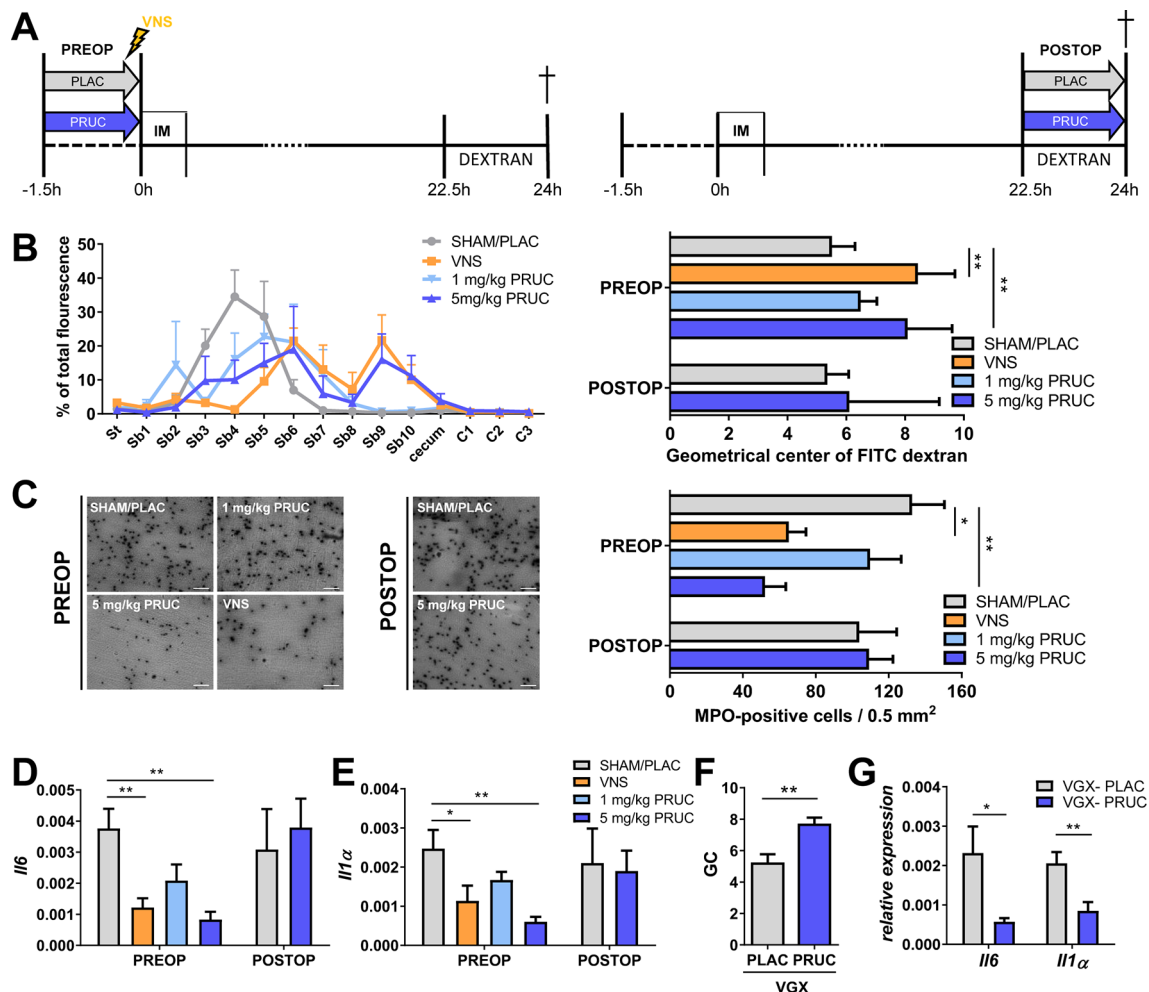 A
VNS
PREOP
PLAC
PRUC
IM
DEXTRAN
-1.5h
0h
22.5h
24h
POSTOP
PLAC
PRUC
IM
DEXTRAN
-1.5h
0h
22.5h
24h
B
% of total flourescence
50
40
30
20
10
0
St
Sb1
Sb2
Sb3
Sb4
Sb5
Sb6
Sb7
Sb8
Sb9
Sb10
cecum
C1
C2
C3
SHAM/PLAC
VNS
1 mg/kg PRUC
5mg/kg PRUC
PREOP
POSTOP
**
**
SHAM/PLAC
VNS
1 mg/kg PRUC
5 mg/kg PRUC
0 2 4 6 8 10
Geometrical center of FITC dextran
C
PREOP
SHAM/PLAC
1 mg/kg PRUC
5 mg/kg PRUC
VNS
POSTOP
SHAM/PLAC
5 mg/kg PRUC
PREOP
POSTOP
*
**
SHAM/PLAC
VNS
1 mg/kg PRUC
5 mg/kg PRUC
0 40 80 120 160
MPO-positive cells / 0.5 mm²
D
Il6
0.005
0.004
0.003
0.002
0.001
0.000
**
**
PREOP POSTOP
E
Il1α
0.004
0.003
0.002
0.001
0.000
**
*
SHAM/PLAC
VNS
1 mg/kg PRUC
5 mg/kg PRUC
PREOP POSTOP
F
GC
10
8
6
4
2
0
**
PLAC PRUC
VGX
G
relative expression
0.004
0.003
0.002
0.001
0.000
VGX- PLAC
VGX- PRUC
*
**
Il6 Il1α